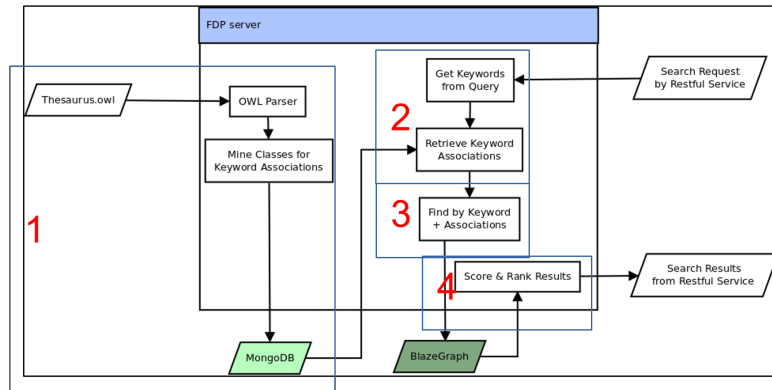 FDP server
Thesaurus.owl
OWL Parser
Mine Classes for
Keyword Associations
1
MongoDB
Get Keywords
from Query
2
Retrieve Keyword
Associations
3
Find by Keyword
+ Associations
4
Score & Rank Results
BlazeGraph
Search Request
by Restful Service
Search Results
from Restful Service